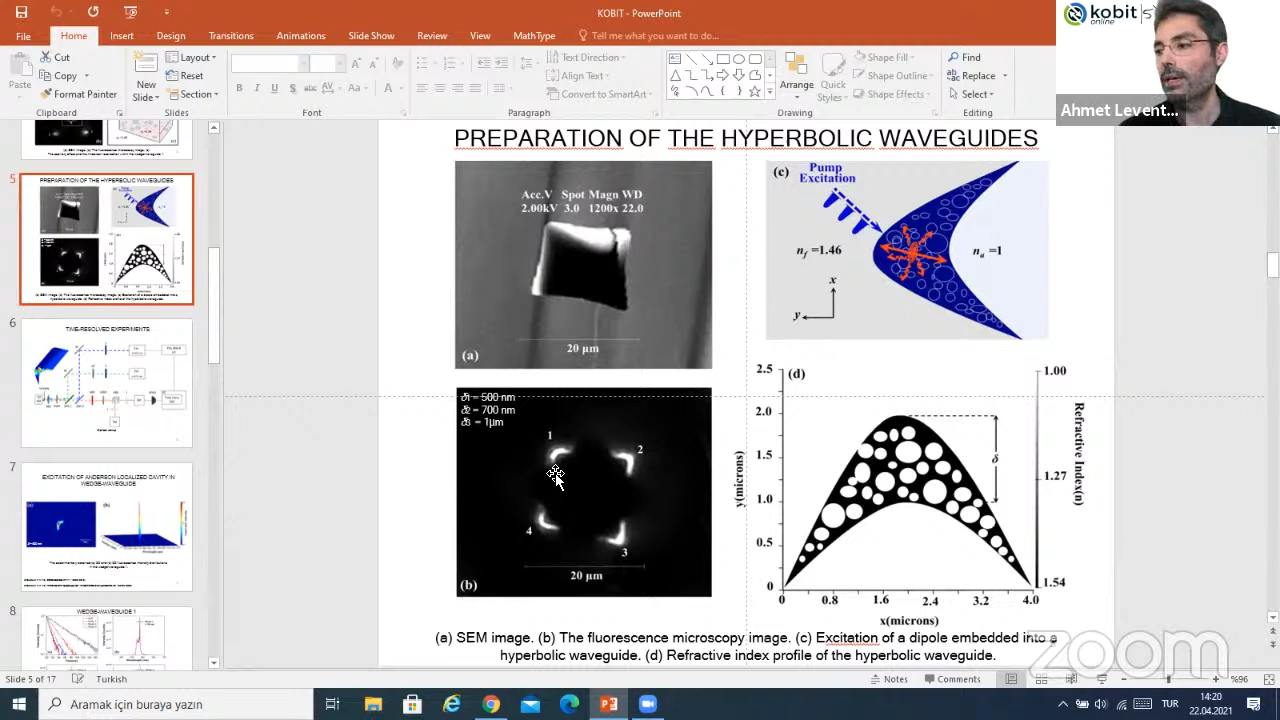 KOBIT - PowerPoint
File
Home
Insert
Design
Transitions
Animations
Slide Show
Review
View
MathType
Tell me what you want to do...
Paste
Cut
Copy
Format Painter
New
Slide
Layout
Reset
Section
B I U S
Font
Text Direction
Align Text
Convert to SmartArt
Paragraph
Arrange
Quick
Styles
Shape Fill
Shape Outline
Shape Effects
Drawing
Find
Replace
Select
Editing
kobit
online
Ahmet Levent...
5
PREPARATION OF THE HYPERBOLIC WAVEGUIDES
6
TIME-RESOLVED EXPERIMENTS
7
EXCITATION OF ANDERSON LOCALIZED CAVITY IN
WEDGE-WAVEGUIDE
8
WEDGE-WAVEGUIDE 1
PREPARATION OF THE HYPERBOLIC WAVEGUIDES
Acc.V Spot Magn WD
2.00kV 3.0 1200x 22.0
20 µm
(a)
(c)
Pump
Excitation
nf =1.46
na =1
x
y
δ1 = 500 nm
δ2 = 700 nm
δ3 = 1µm
1
2
3
4
20 µm
(b)
(d)
2.5
2.0
1.5
1.0
0.5
0
y(microns)
0 0.8 1.6 2.4 3.2 4.0
x(microns)
δ
1.00
1.27
1.54
Refractive Index(n)
(a) SEM image. (b) The fluorescence microscopy image. (c) Excitation of a dipole embedded into a
hyperbolic waveguide. (d) Refractive index profile of the hyperbolic waveguide.
zoom
Slide 5 of 17
Turkish
Notes
Comments
%96
Aramak için buraya yazın
TUR
14:20
22.04.2021